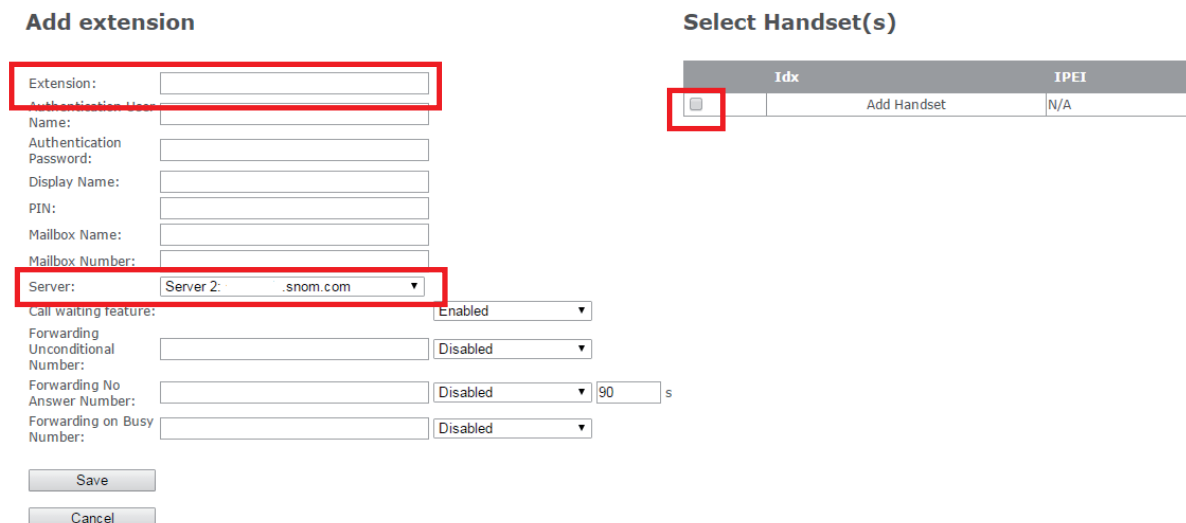 Add extension
Select Handset(s)
Extension:
Authentication User
Name:
Authentication
Password:
Display Name:
PIN:
Mailbox Name:
Mailbox Number:
Server: Server 2: .snom.com
Call waiting feature: Enabled
Forwarding
Unconditional
Number:
Disabled
Forwarding No
Answer Number:
Disabled 90 s
Forwarding on Busy
Number:
Disabled
Save
Cancel
Idx IPEI
Add Handset N/A